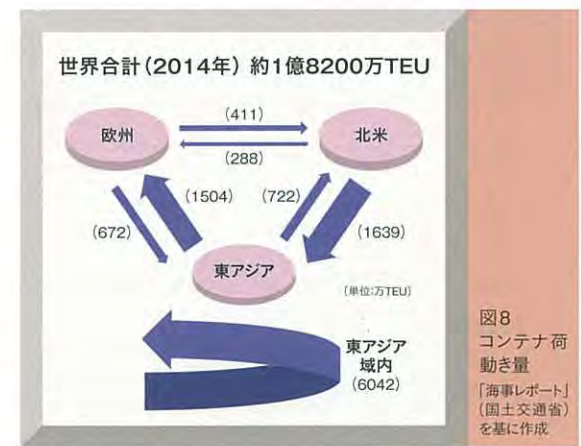 世界合計(2014年) 約1億8200万TEU
(411)
欧州
北米
(288)
(1504)
(722)
(672)
(1639)
東アジア
(単位:万TEU)
東アジア
域内
(6042)
図8
コンテナ荷
動き量
「海事レポート」
(国土交通省)
を基に作成